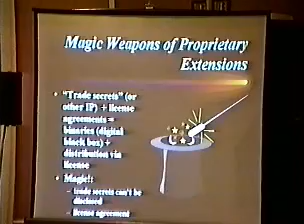 Magic Weapons of Proprietary
Extensions
• "Trade secrets" (or
other IP) + license
agreements =
binaries (digital
black box) +
distribution via
license
• Magic!:
– trade secrets can't be
disclosed
– license agreement